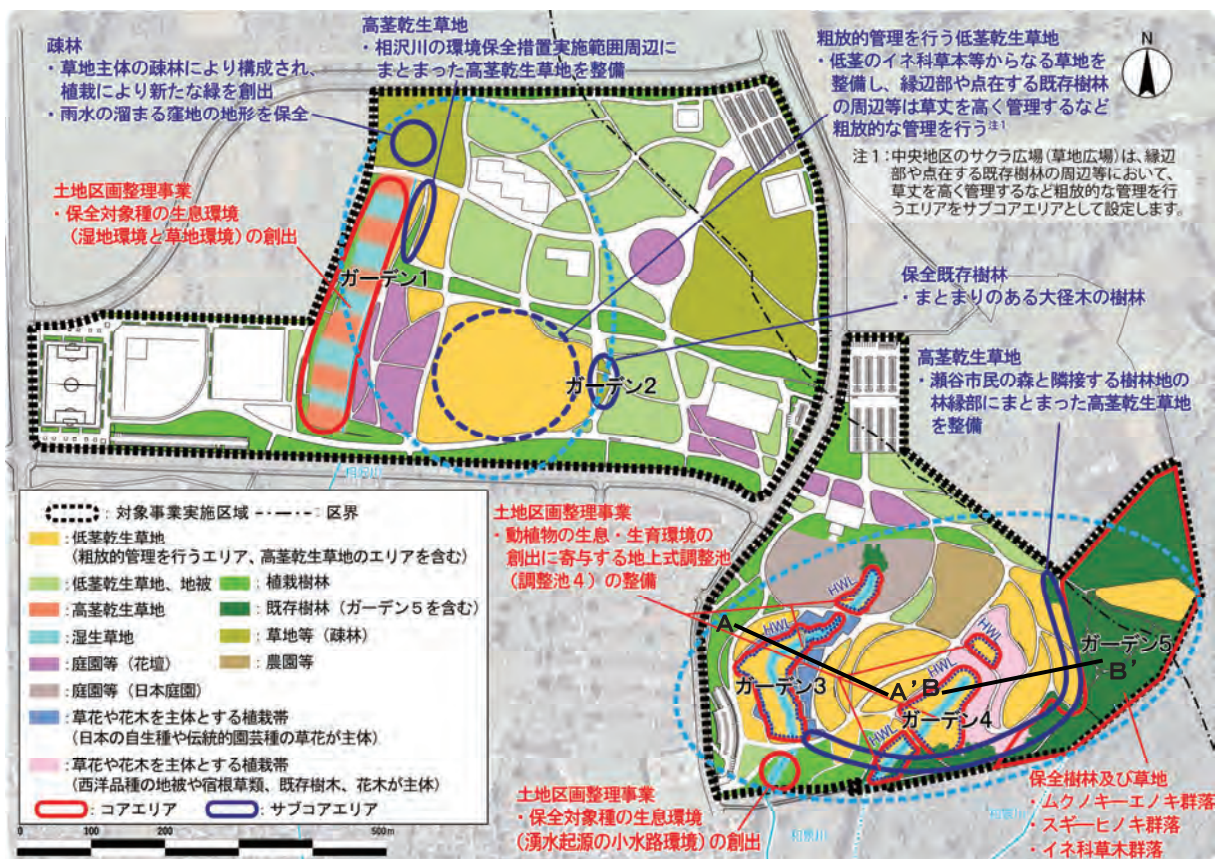 疎林
・草地主体の疎林により構成され、
植栽により新たな緑を創出
・雨水の溜まる窪地の地形を保全
高茎乾生草地
・相沢川の環境保全措置実施範囲周辺に
まとまった高茎乾生草地を整備
粗放的管理を行う低茎乾生草地
・低茎のイネ科草本等からなる草地を
整備し、縁辺部や点在する既存樹林
の周辺等は草丈を高く管理するなど
粗放的な管理を行う注1
N
注1:中央地区のサクラ広場(草地広場)は、縁辺
部や点在する既存樹林の周辺等において、
草丈を高く管理するなど粗放的な管理を行
うエリアをサブコアエリアとして設定します。
土地区画整理事業
・保全対象種の生息環境
(湿地環境と草地環境)の創出
ガーデン1
保全既存樹林
・まとまりのある大径木の樹林
ガーデン2
高茎乾生草地
・瀬谷市民の森と隣接する樹林地の
林縁部にまとまった高茎乾生草地
を整備
相沢川
:対象事業実施区域
:区界
:低茎乾生草地
(粗放的管理を行うエリア、高茎乾生草地のエリアを含む)
:低茎乾生草地、地被
:植栽樹林
:高茎乾生草地
:既存樹林(ガーデン5を含む)
:湿生草地
:草地等(疎林)
:庭園等(花壇)
:農園等
:庭園等(日本庭園)
:草花や花木を主体とする植栽帯
(日本の自生種や伝統的園芸種の草花が主体)
:草花や花木を主体とする植栽帯
(西洋品種の地被や宿根草類、既存樹木、花木が主体)
:コアエリア
:サブコアエリア
0 100 200 500m
土地区画整理事業
・動植物の生息・生育環境の
創出に寄与する地上式調整池
(調整池4)の整備
HWL
HWL
HWL
HWL
HWL
A
A'
B
B'
ガーデン3
ガーデン4
ガーデン5
土地区画整理事業
・保全対象種の生息環境
(湧水起源の小水路環境)の創出
和泉川
和泉川
保全樹林及び草地
・ムクノキーエノキ群落
・スギーヒノキ群落
・イネ科草木群落